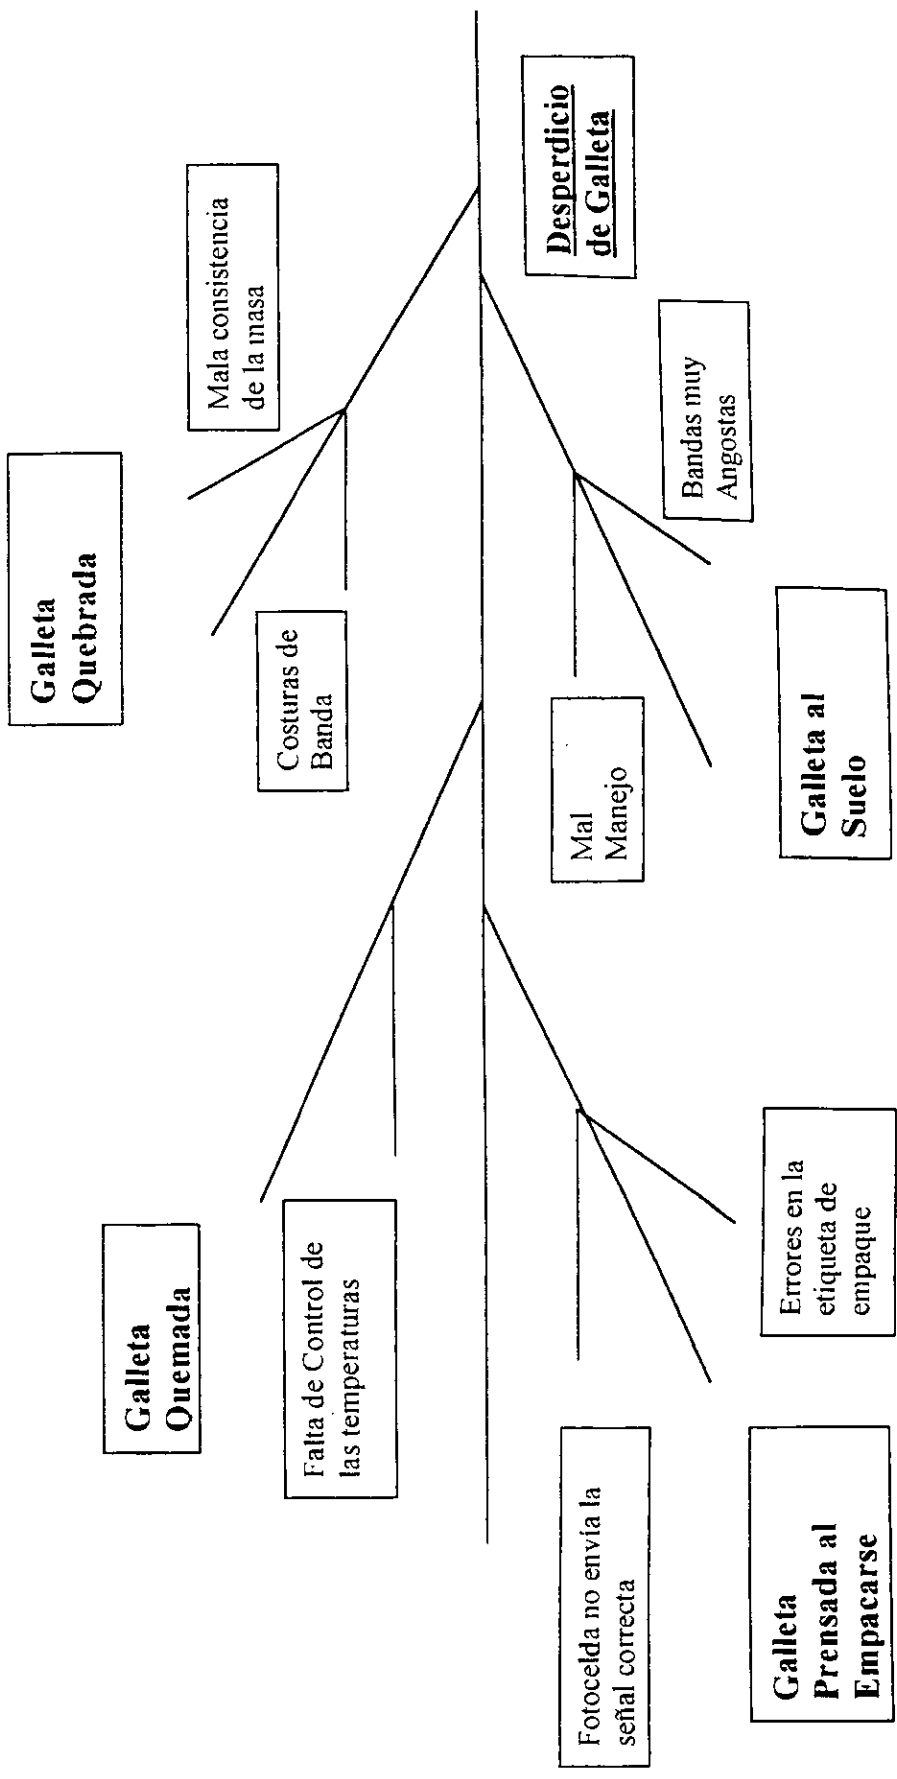 Galleta
Quebrada
Galleta
Quemada
Mala consistencia
de la masa
Costuras de
Banda
Falta de Control de
las temperaturas
Desperdicio
de Galleta
Fotocelda no envía la
señal correcta
Mal
Manejo
Bandas muy
Angostas
Galleta
Prensada al
Empacarse
Errores en la
etiqueta de
empaque
Galleta al
Suelo